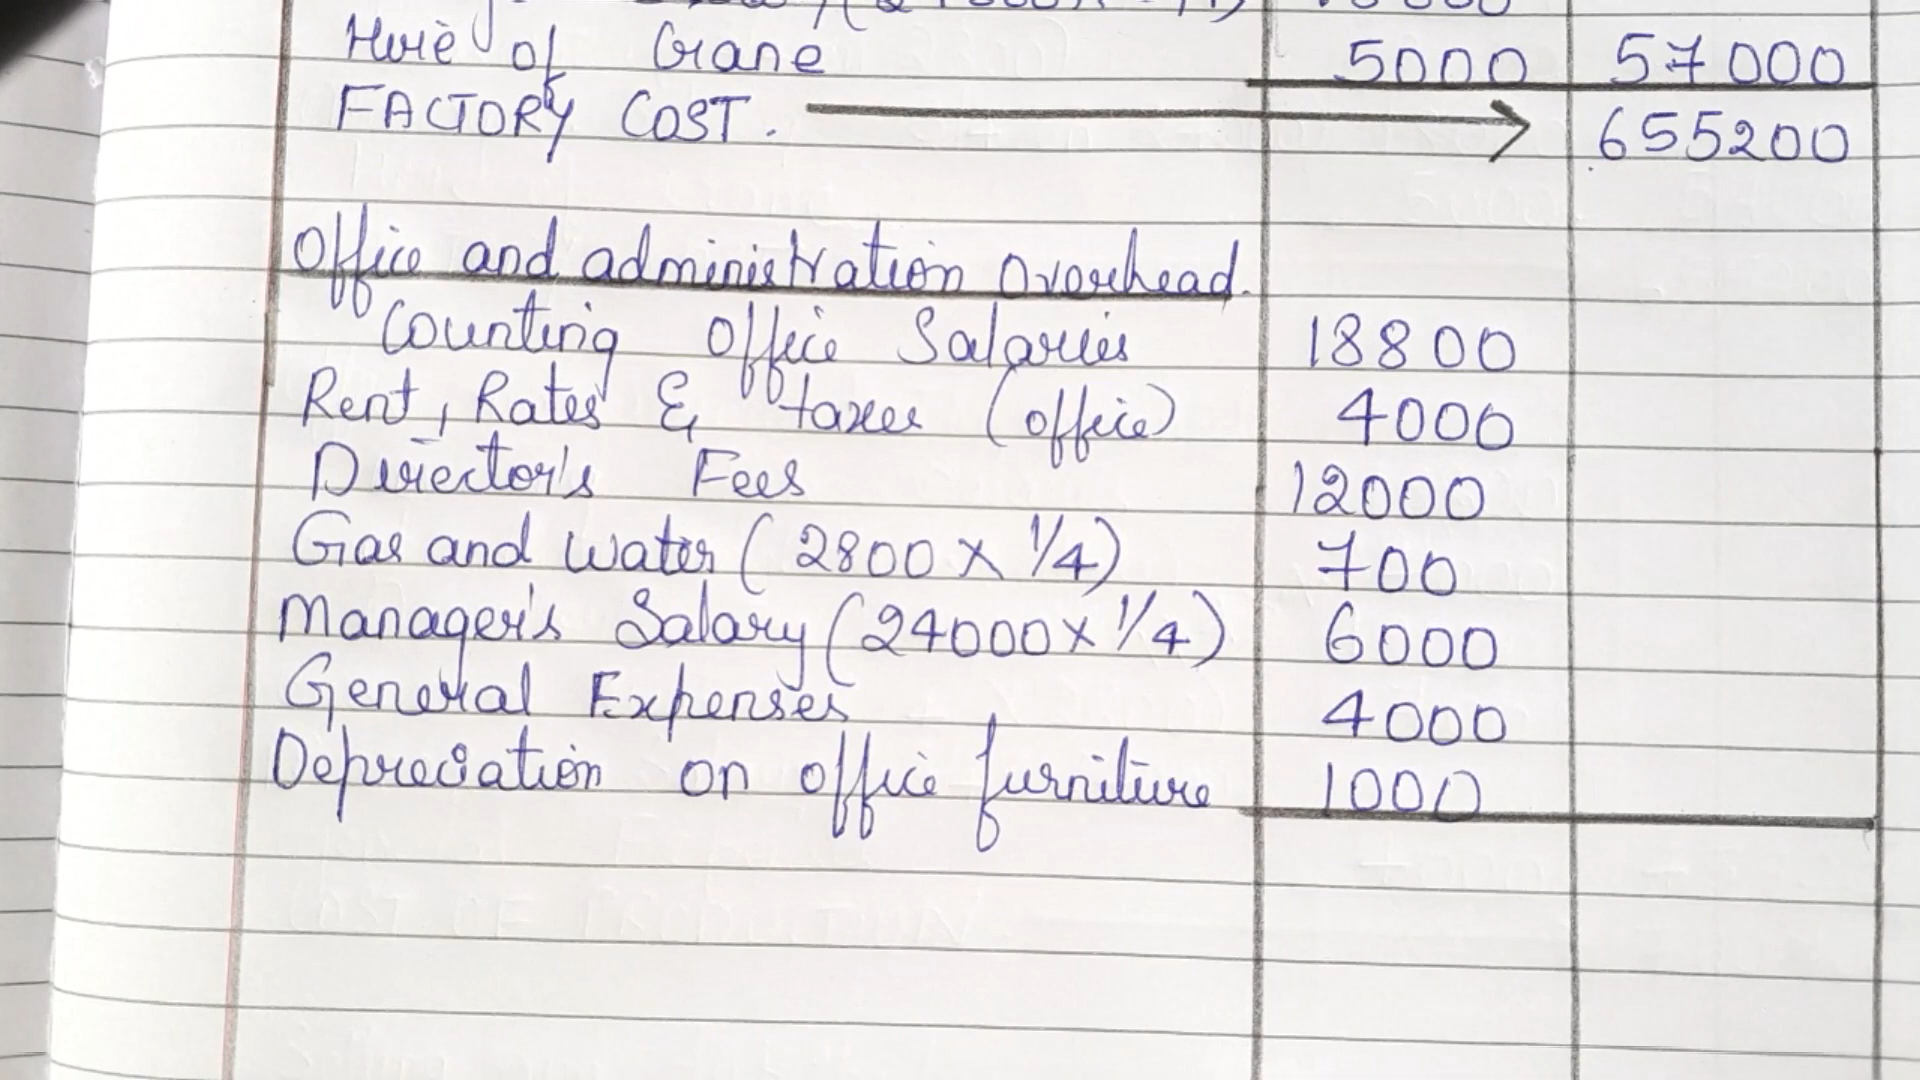 Hire of Crane 5000 57000
FACTORY COST. 655200
Office and administration Overhead.
Counting Office Salaries 18800
Rent, Rates & taxes (office) 4000
Director's Fees 12000
Gas and water (2800 x 1/4) 700
Manager's Salary (24000 x 1/4) 6000
General Expenses 4000
Depreciation on office furniture 1000